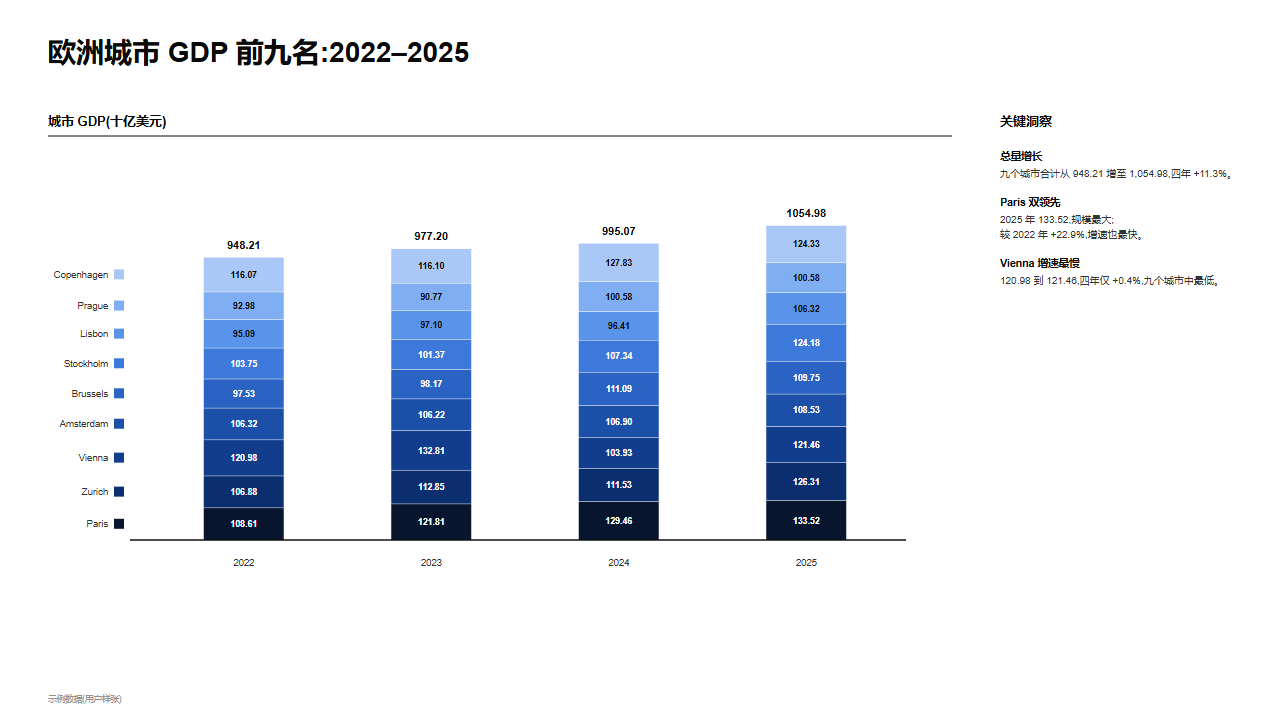 欧洲城市 GDP 前九名:2022–2025
城市 GDP(十亿美元)
948.21
977.20
995.07
1054.98
Copenhagen
116.07
116.10
127.83
124.33
Prague
92.98
90.77
100.58
100.58
Lisbon
95.09
97.10
96.41
106.32
Stockholm
103.75
101.37
107.34
124.18
Brussels
97.53
98.17
111.09
109.75
Amsterdam
106.32
106.22
106.90
108.53
Vienna
120.98
132.81
103.93
121.46
Zurich
106.88
112.85
111.53
126.31
Paris
108.61
121.81
129.46
133.52
2022
2023
2024
2025
关键洞察
总量增长
九个城市合计从 948.21 增至 1,054.98,四年 +11.3%。
Paris 双领先
2025 年 133.52,规模最大;
较 2022 年 +22.9%,增速也最快。
Vienna 增速最慢
120.98 到 121.46,四年仅 +0.4%,九个城市中最低。
示例数据(用户样张)